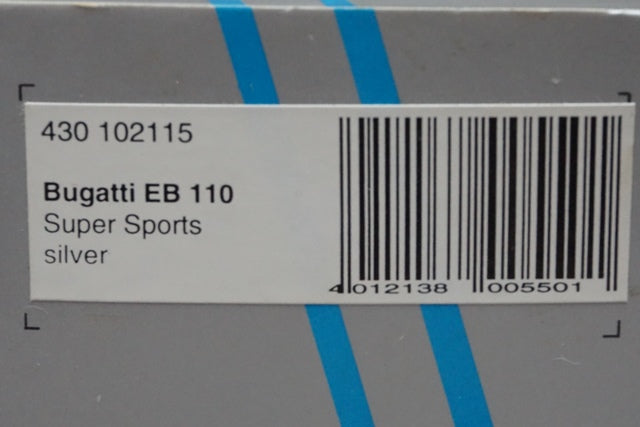 430 102115
Bugatti EB 110
Super Sports
silver
4 012138 005501